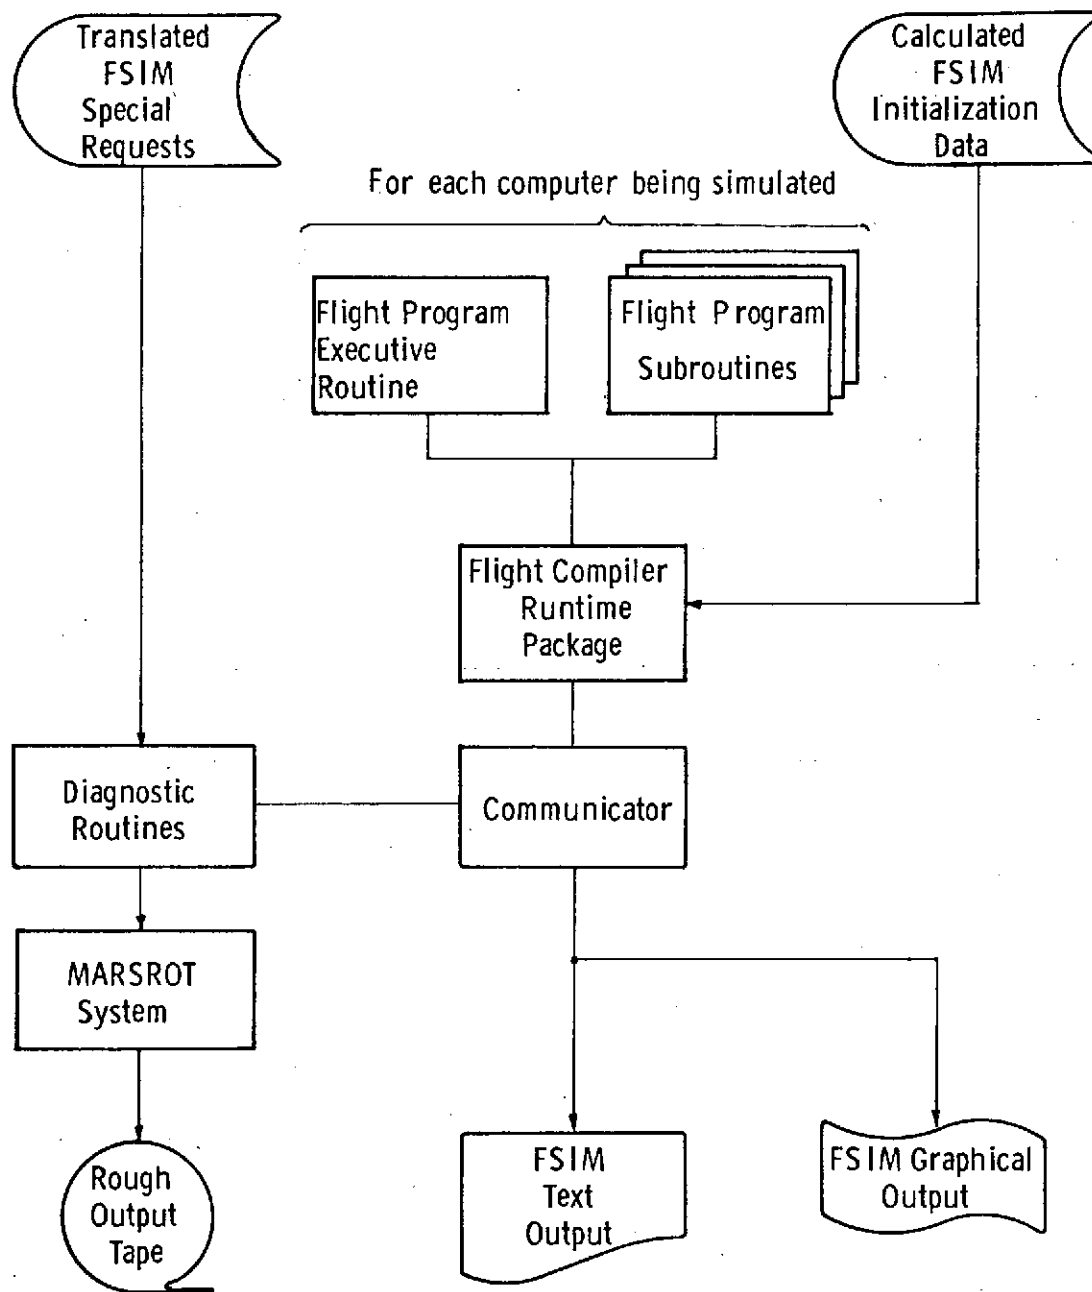 Translated
FSIM
Special
Requests
Calculated
FSIM
Initialization
Data
For each computer being simulated
Flight Program
Executive
Routine
Flight Program
Subroutines
Flight Compiler
Runtime
Package
Diagnostic
Routines
Communicator
MARSROT
System
Rough
Output
Tape
FSIM
Text
Output
FSIM Graphical
Output